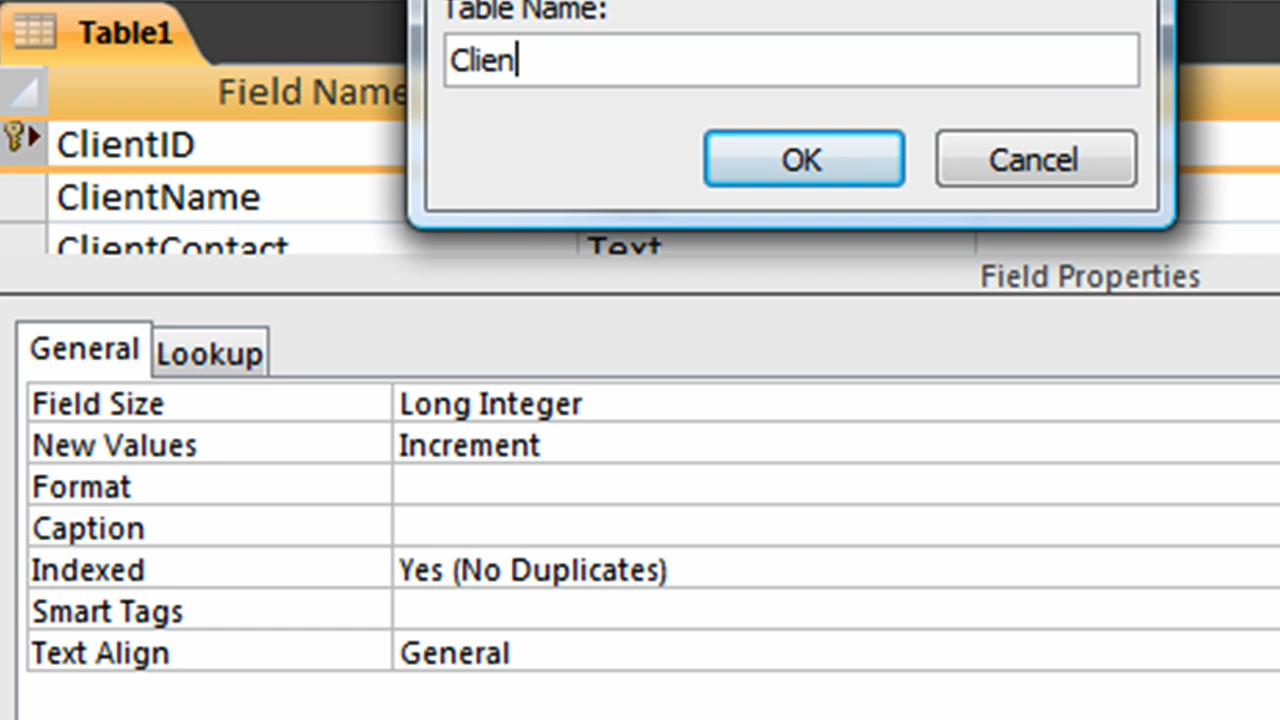 Table Name:
Table1
Clien
Field Name
ClientID
OK Cancel
ClientName
ClientContact Text
Field Properties
General Lookup
Field Size Long Integer
New Values Increment
Format
Caption
Indexed Yes (No Duplicates)
Smart Tags
Text Align General